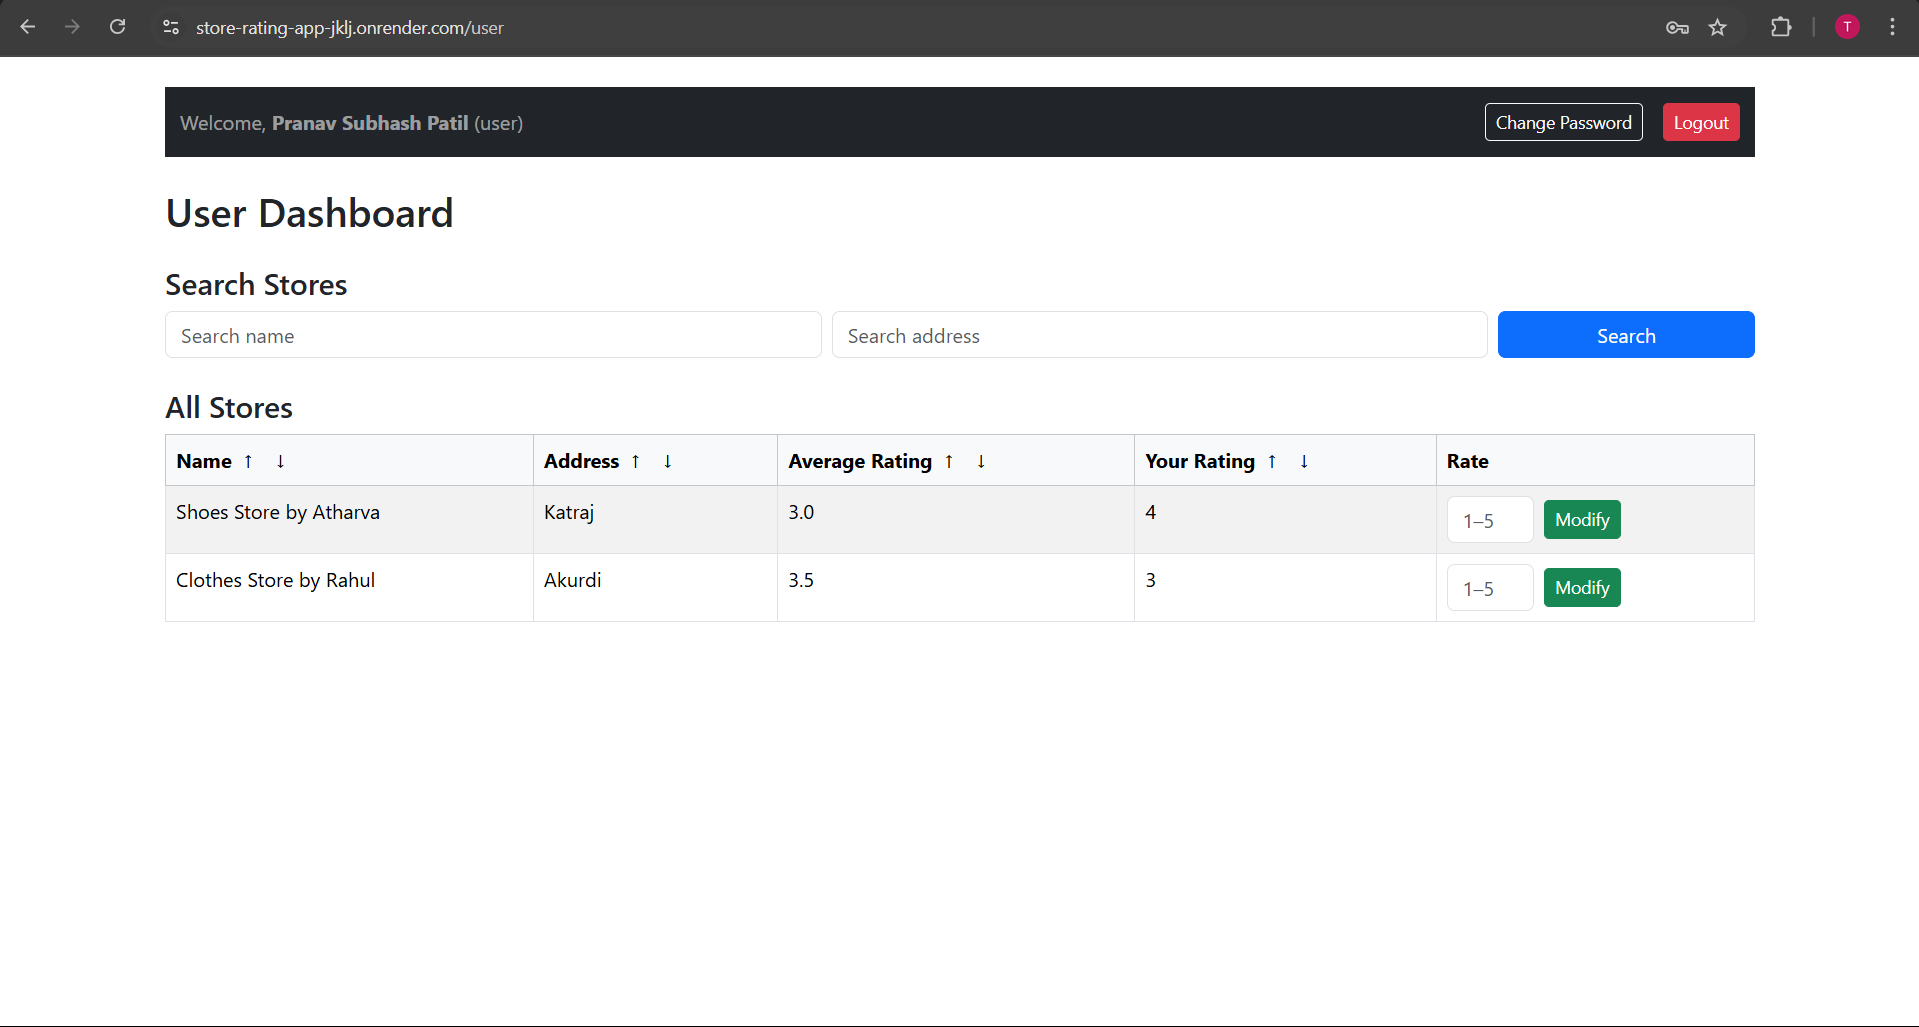 store-rating-app-jklj.onrender.com/user
T
Welcome, Pranav Subhash Patil (user)
Change Password
Logout
User Dashboard
Search Stores
Search name
Search address
Search
All Stores
Name ↑ ↓ Address ↑ ↓ Average Rating ↑ ↓ Your Rating ↑ ↓ Rate
Shoes Store by Atharva Katraj 3.0 4 1–5 Modify
Clothes Store by Rahul Akurdi 3.5 3 1–5 Modify